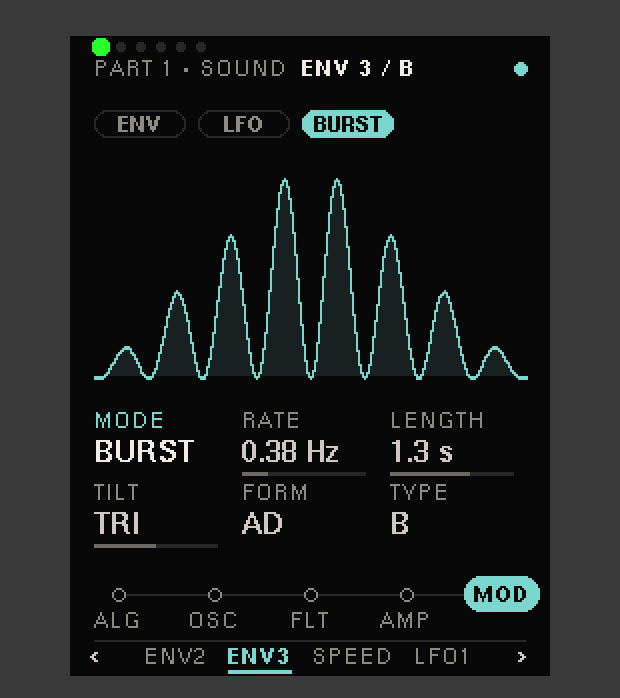 PART 1 · SOUND ENV 3 / B
ENV LFO BURST
MODE RATE LENGTH
BURST 0.38 Hz 1.3 s
TILT FORM TYPE
TRI AD B
MOD
ALG OSC FLT AMP
< ENV2 ENV3 SPEED LFO1 >